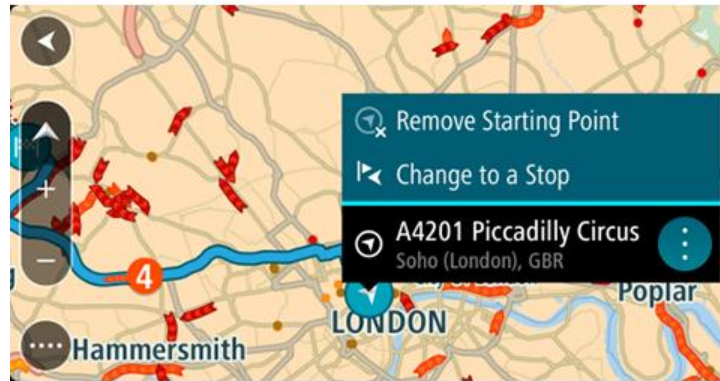 Remove Starting Point
Change to a Stop
A4201 Piccadilly Circus
Soho (London), GBR
+
−
4
Poplar
LONDON
Hammersmith